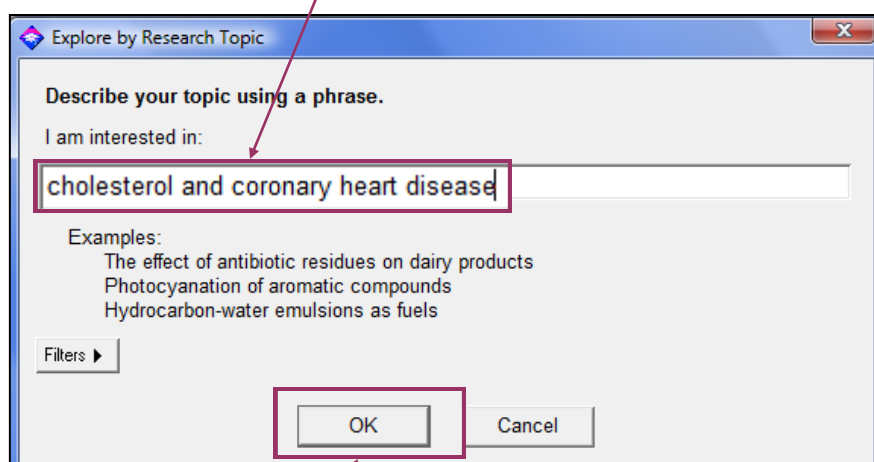 Explore by Research Topic
Describe your topic using a phrase.
I am interested in:
cholesterol and coronary heart disease
Examples:
The effect of antibiotic residues on dairy products
Photocyanation of aromatic compounds
Hydrocarbon-water emulsions as fuels
Filters
OK Cancel